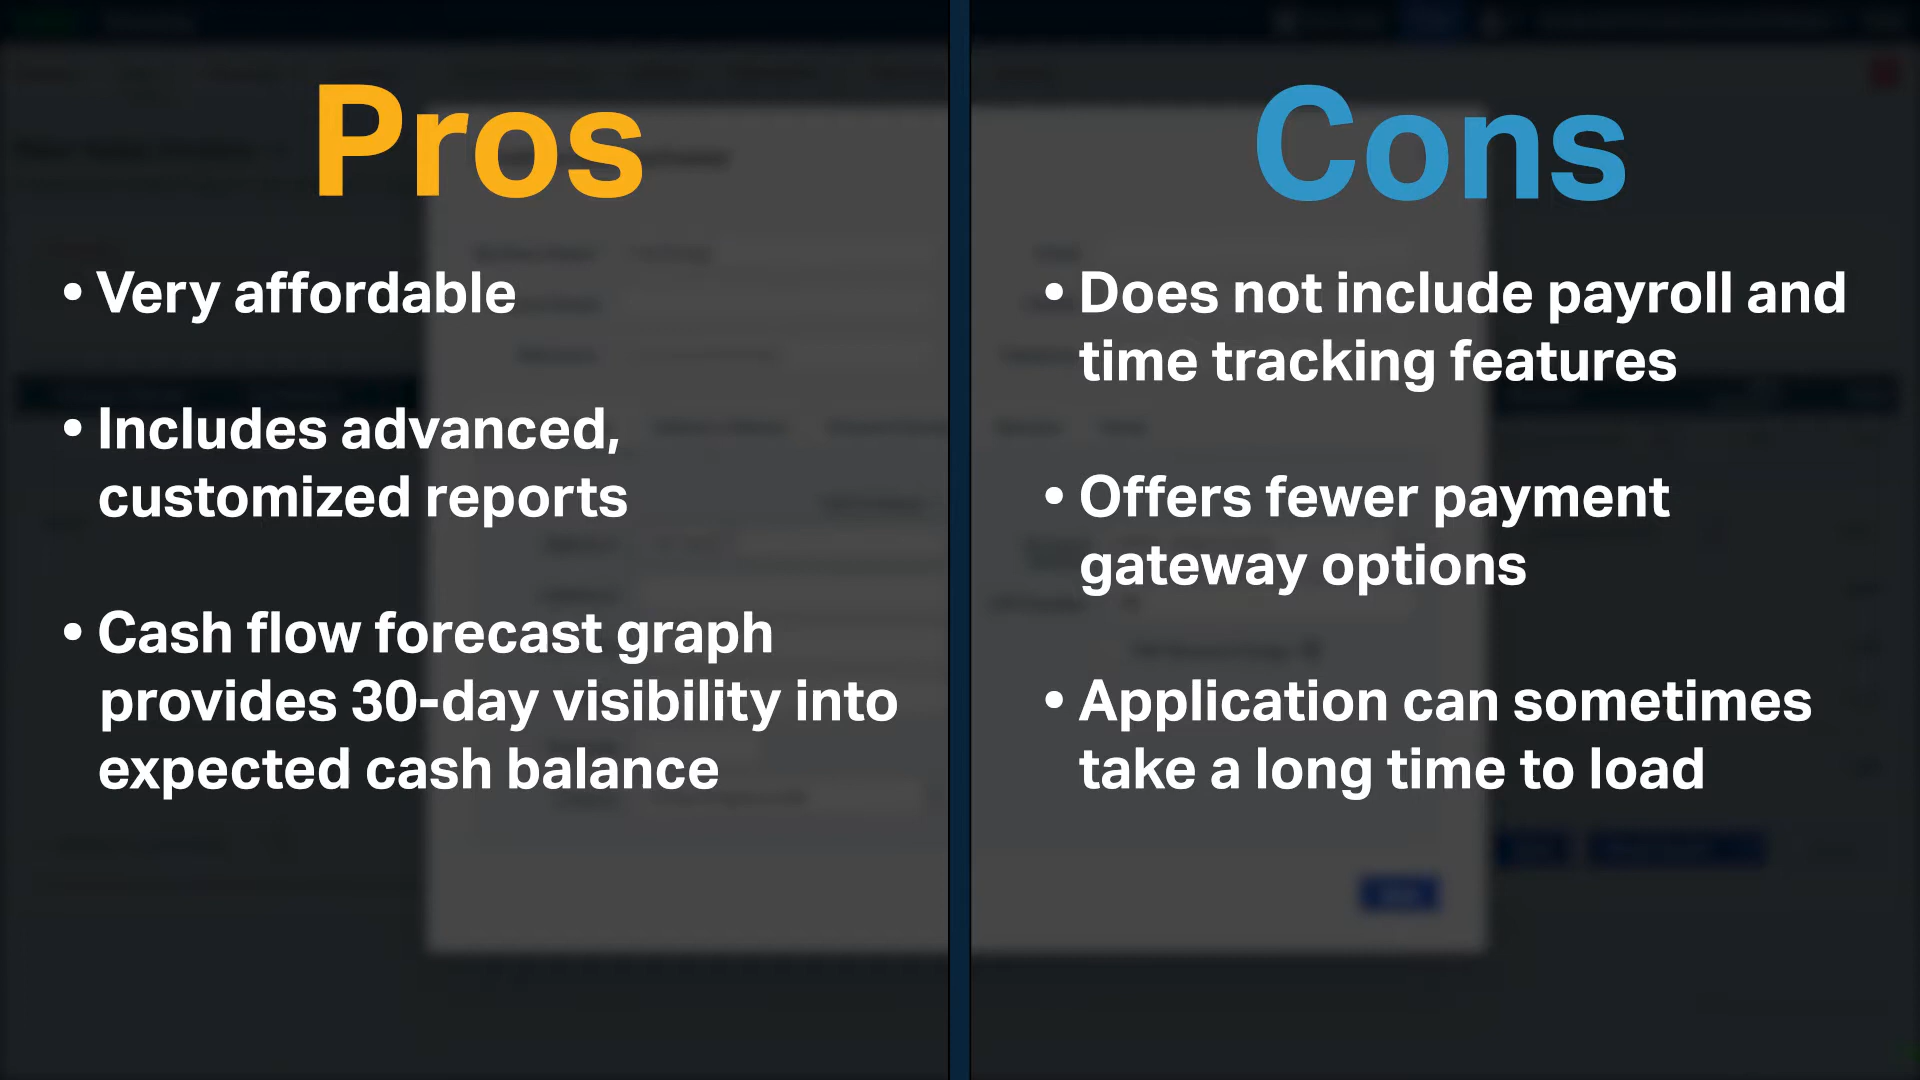 Pros
• Very affordable
• Includes advanced,
customized reports
• Cash flow forecast graph
provides 30-day visibility into
expected cash balance
Cons
• Does not include payroll and
time tracking features
• Offers fewer payment
gateway options
• Application can sometimes
take a long time to load